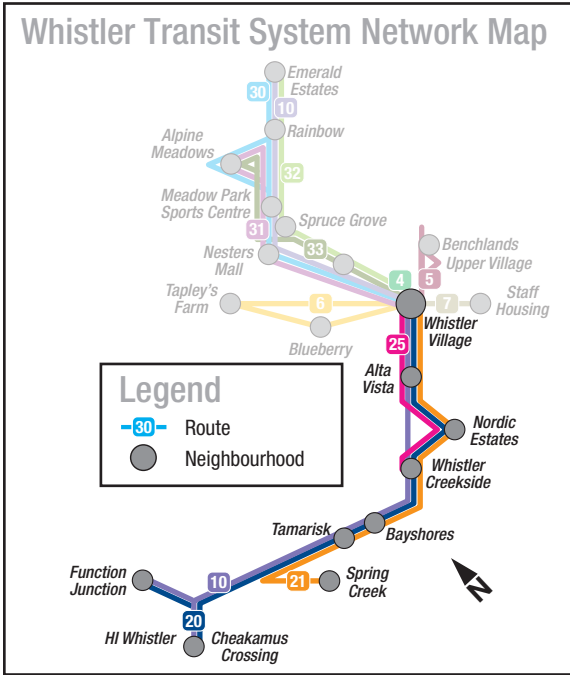 Whistler Transit System Network Map
Emerald
Estates
30
10
Rainbow
Alpine
Meadows
32
Meadow Park
Sports Centre
Spruce Grove
31
33
Nesters
Mall
Benchlands
Upper Village
4
5
Tapley's
Farm
6
7
Staff
Housing
Blueberry
Whistler
Village
25
Alta
Vista
Legend
30
Route
Neighbourhood
Nordic
Estates
Whistler
Creekside
Tamarisk
Bayshores
Function
Junction
10
21
Spring
Creek
N
20
HI Whistler
Cheakamus
Crossing